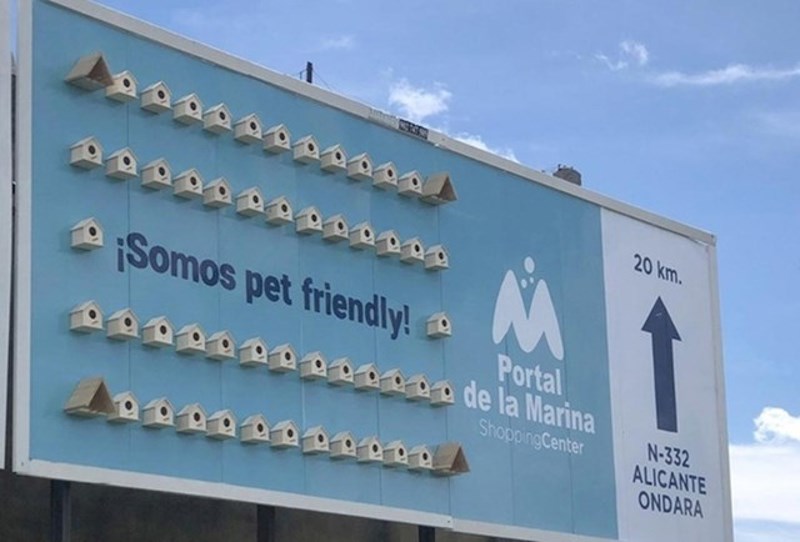 ¡Somos pet friendly!
Portal
de la Marina
ShoppingCenter
20 km.
N-332
ALICANTE
ONDARA